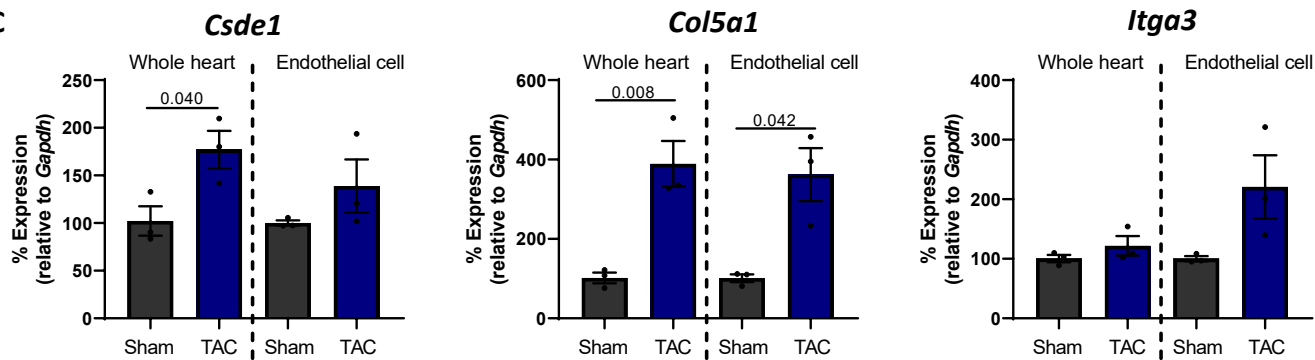 C
Csde1
Col5a1
Itga3
Whole heart
Endothelial cell
% Expression
(relative to Gapdh)
250
200
150
100
50
0
0.040
Sham
TAC
Sham
TAC
Whole heart
Endothelial cell
% Expression
(relative to Gapdh)
600
400
200
0
0.008
0.042
Sham
TAC
Sham
TAC
Whole heart
Endothelial cell
% Expression
(relative to Gapdh)
400
300
200
100
0
Sham
TAC
Sham
TAC